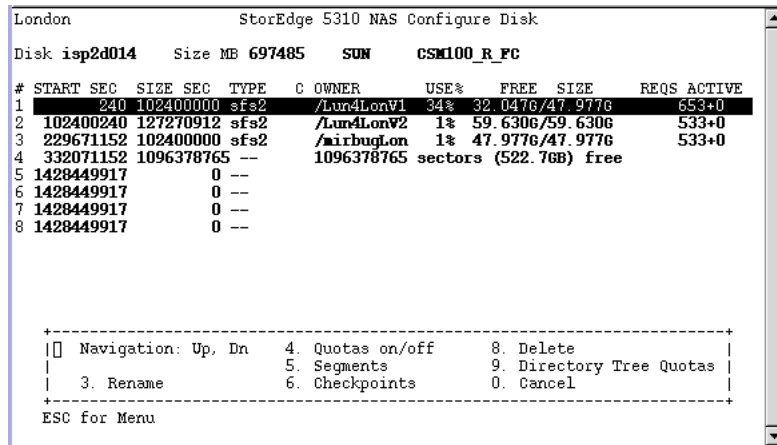 London StorEdge 5310 NAS Configure Disk
Disk isp2d014 Size MB 697485 SUN CSM100_R_FC
# START SEC SIZE SEC TYPE C OWNER USE% FREE SIZE REQS ACTIVE
1 240 102400000 sfs2 /Lun4LonV1 34% 32.047G/47.977G 653+0
2 102400240 127270912 sfs2 /Lun4LonV2 1% 59.630G/59.630G 533+0
3 229671152 102400000 sfs2 /mirbugLon 1% 47.977G/47.977G 533+0
4 332071152 1096378765 -- 1096378765 sectors (522.7GB) free
5 1428449917 0 --
6 1428449917 0 --
7 1428449917 0 --
8 1428449917 0 --
Navigation: Up, Dn 4. Quotas on/off 8. Delete
5. Segments 9. Directory Tree Quotas
3. Rename 6. Checkpoints 0. Cancel
ESC for Menu